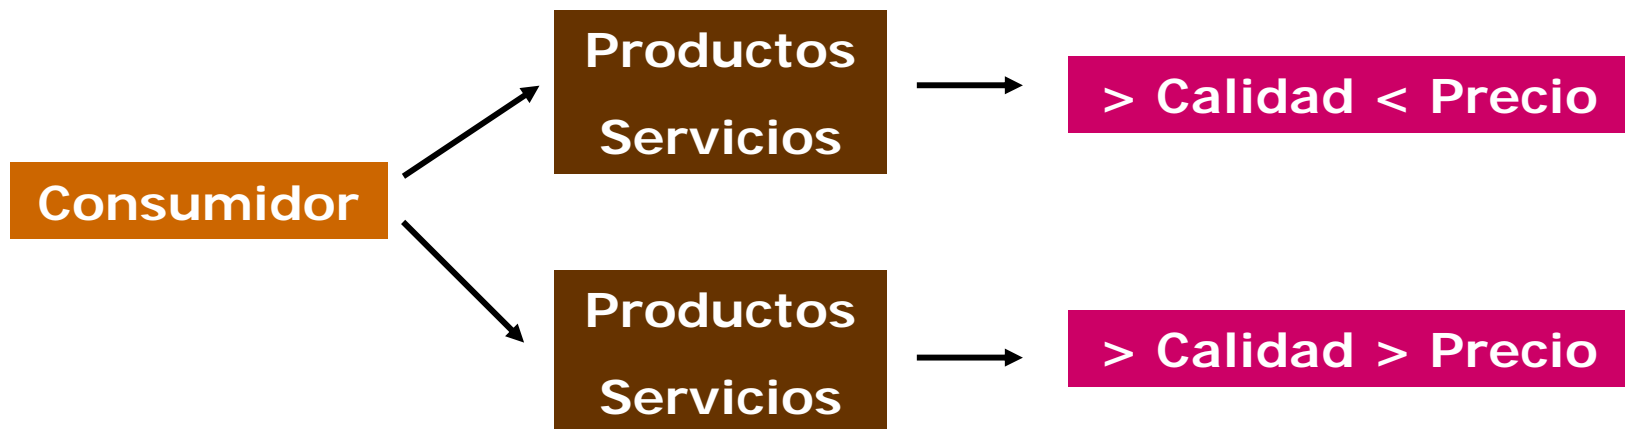 Consumidor
Productos
Servicios
> Calidad < Precio
Productos
Servicios
> Calidad > Precio